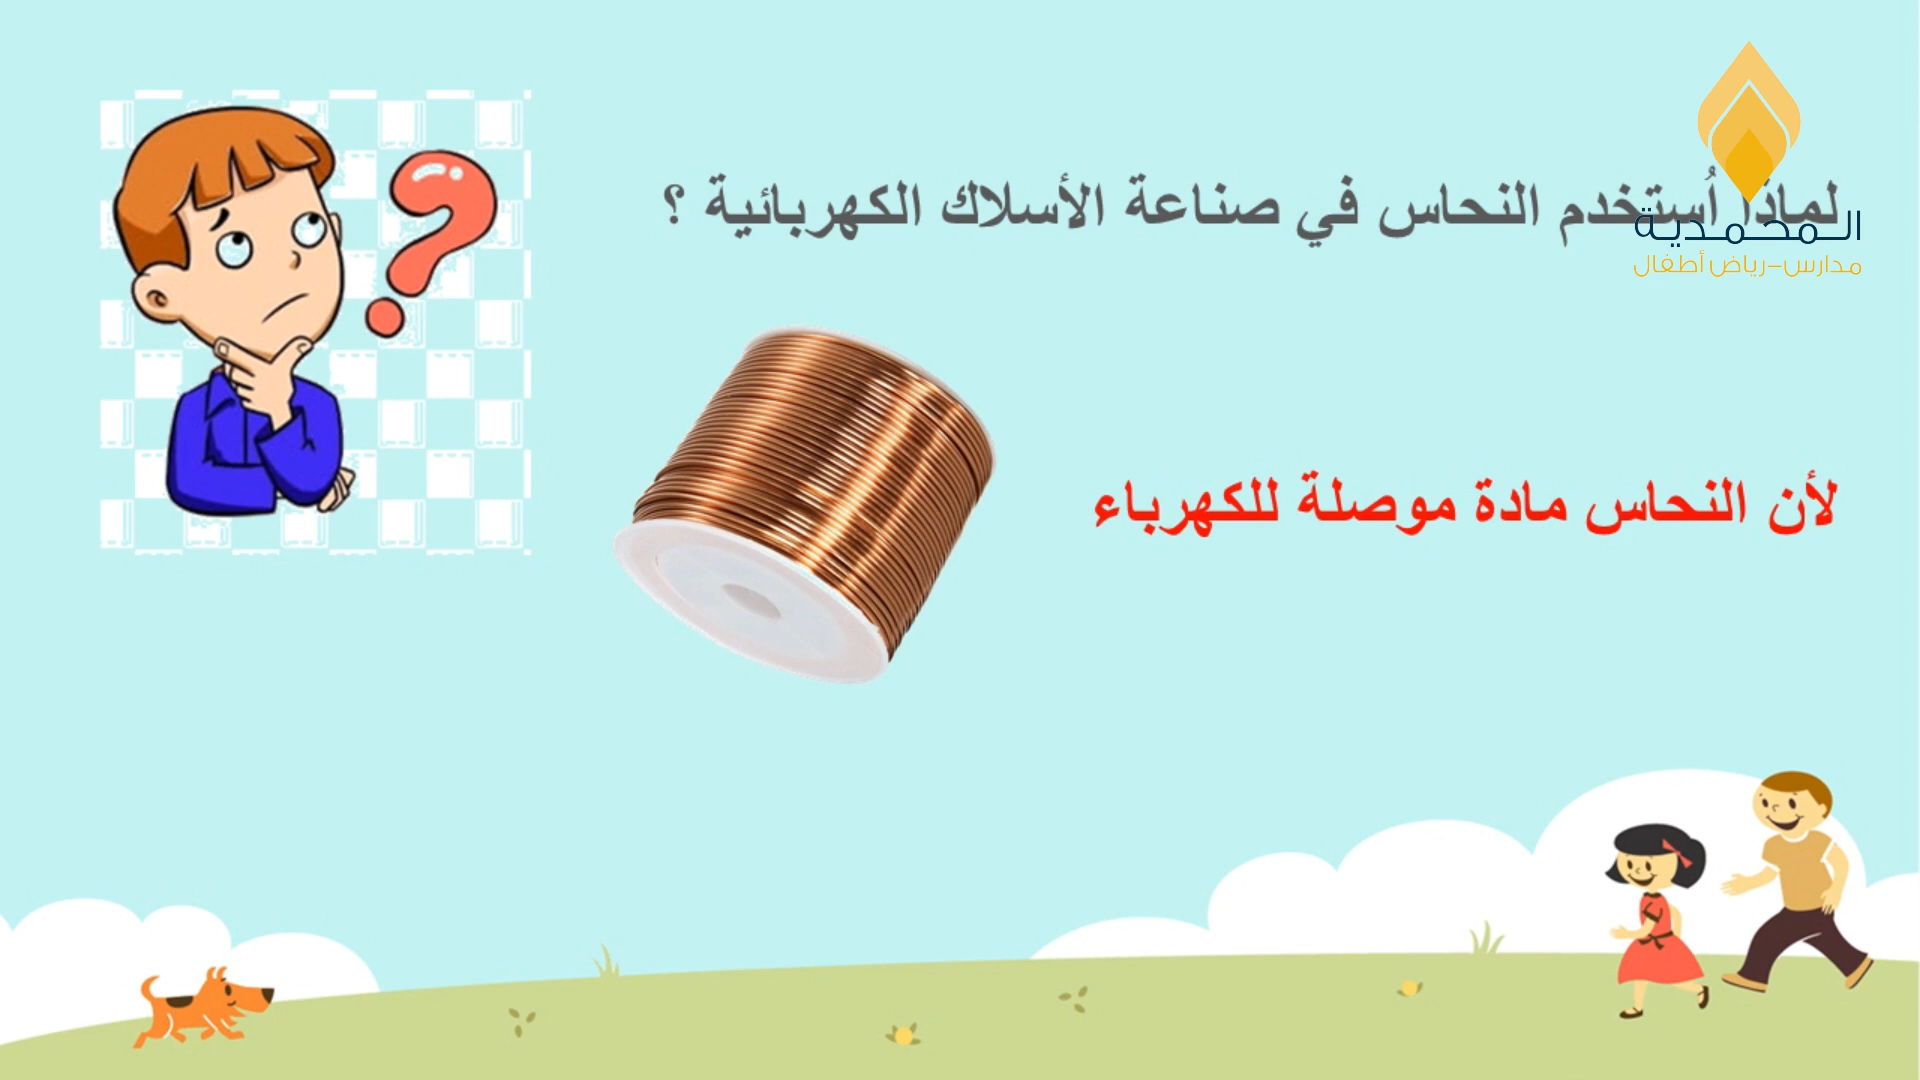 المحمدية
مدارس-رياض أطفال
لماذا اُستخدم النحاس في صناعة الأسلاك الكهربائية ؟
لأن النحاس مادة موصلة للكهرباء